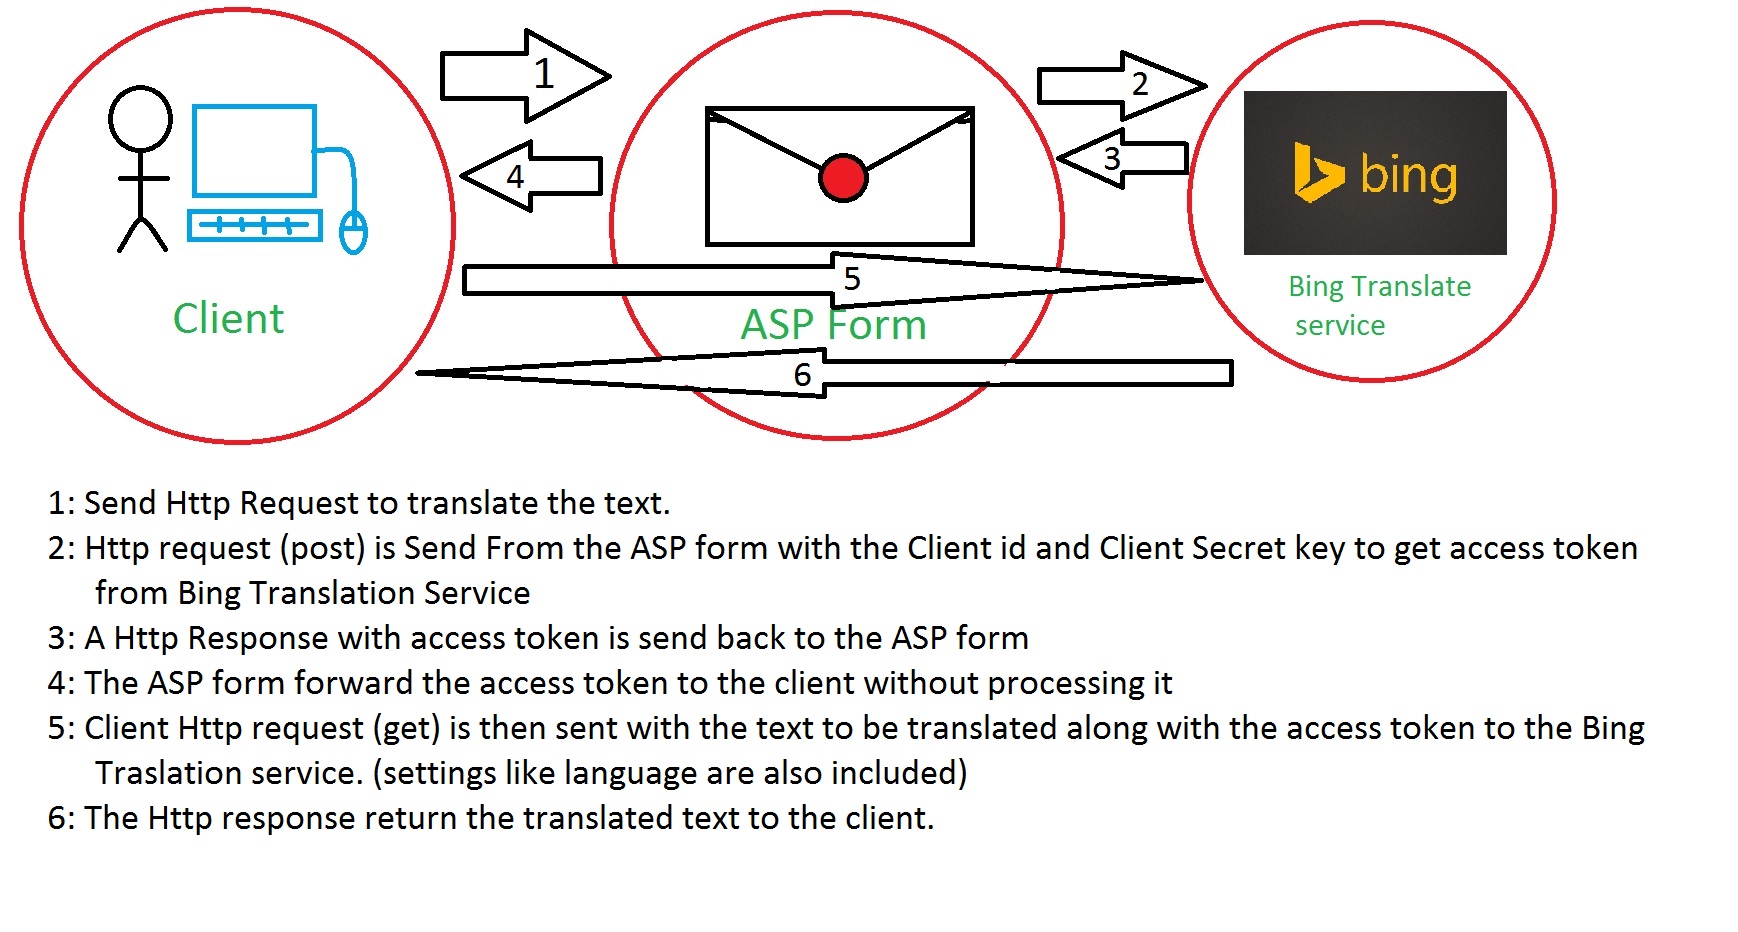 1
2
3
4
bing
5
Client
ASP Form
Bing Translate
service
6
1: Send Http Request to translate the text.
2: Http request (post) is Send From the ASP form with the Client id and Client Secret key to get access token
from Bing Translation Service
3: A Http Response with access token is send back to the ASP form
4: The ASP form forward the access token to the client without processing it
5: Client Http request (get) is then sent with the text to be translated along with the access token to the Bing
Traslation service. (settings like language are also included)
6: The Http response return the translated text to the client.